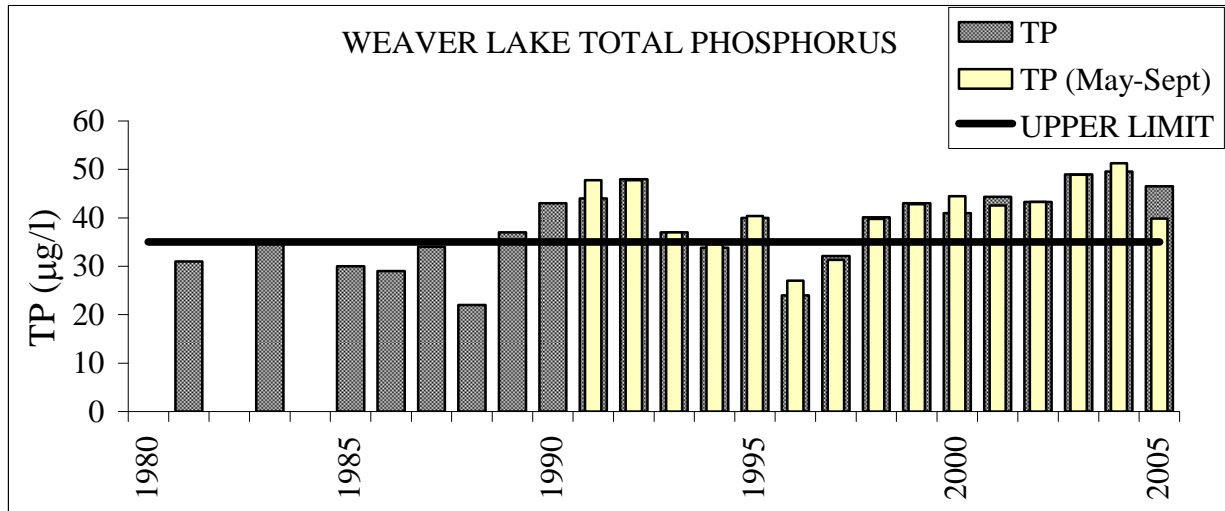 WEAVER LAKE TOTAL PHOSPHORUS
TP
TP (May-Sept)
UPPER LIMIT
TP (µg/l)
60
50
40
30
20
10
0
1980
1985
1990
1995
2000
2005